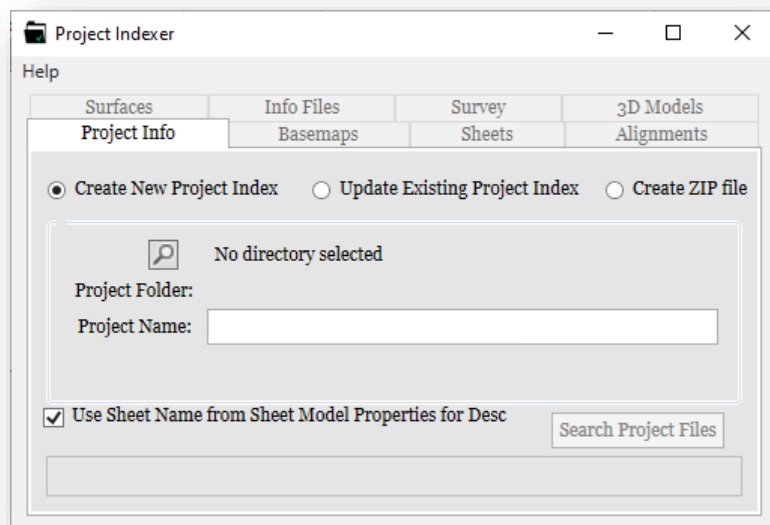 Project Indexer
Help
Surfaces Info Files Survey 3D Models
Project Info Basemaps Sheets Alignments
Create New Project Index Update Existing Project Index Create ZIP file
No directory selected
Project Folder:
Project Name:
Use Sheet Name from Sheet Model Properties for Desc
Search Project Files